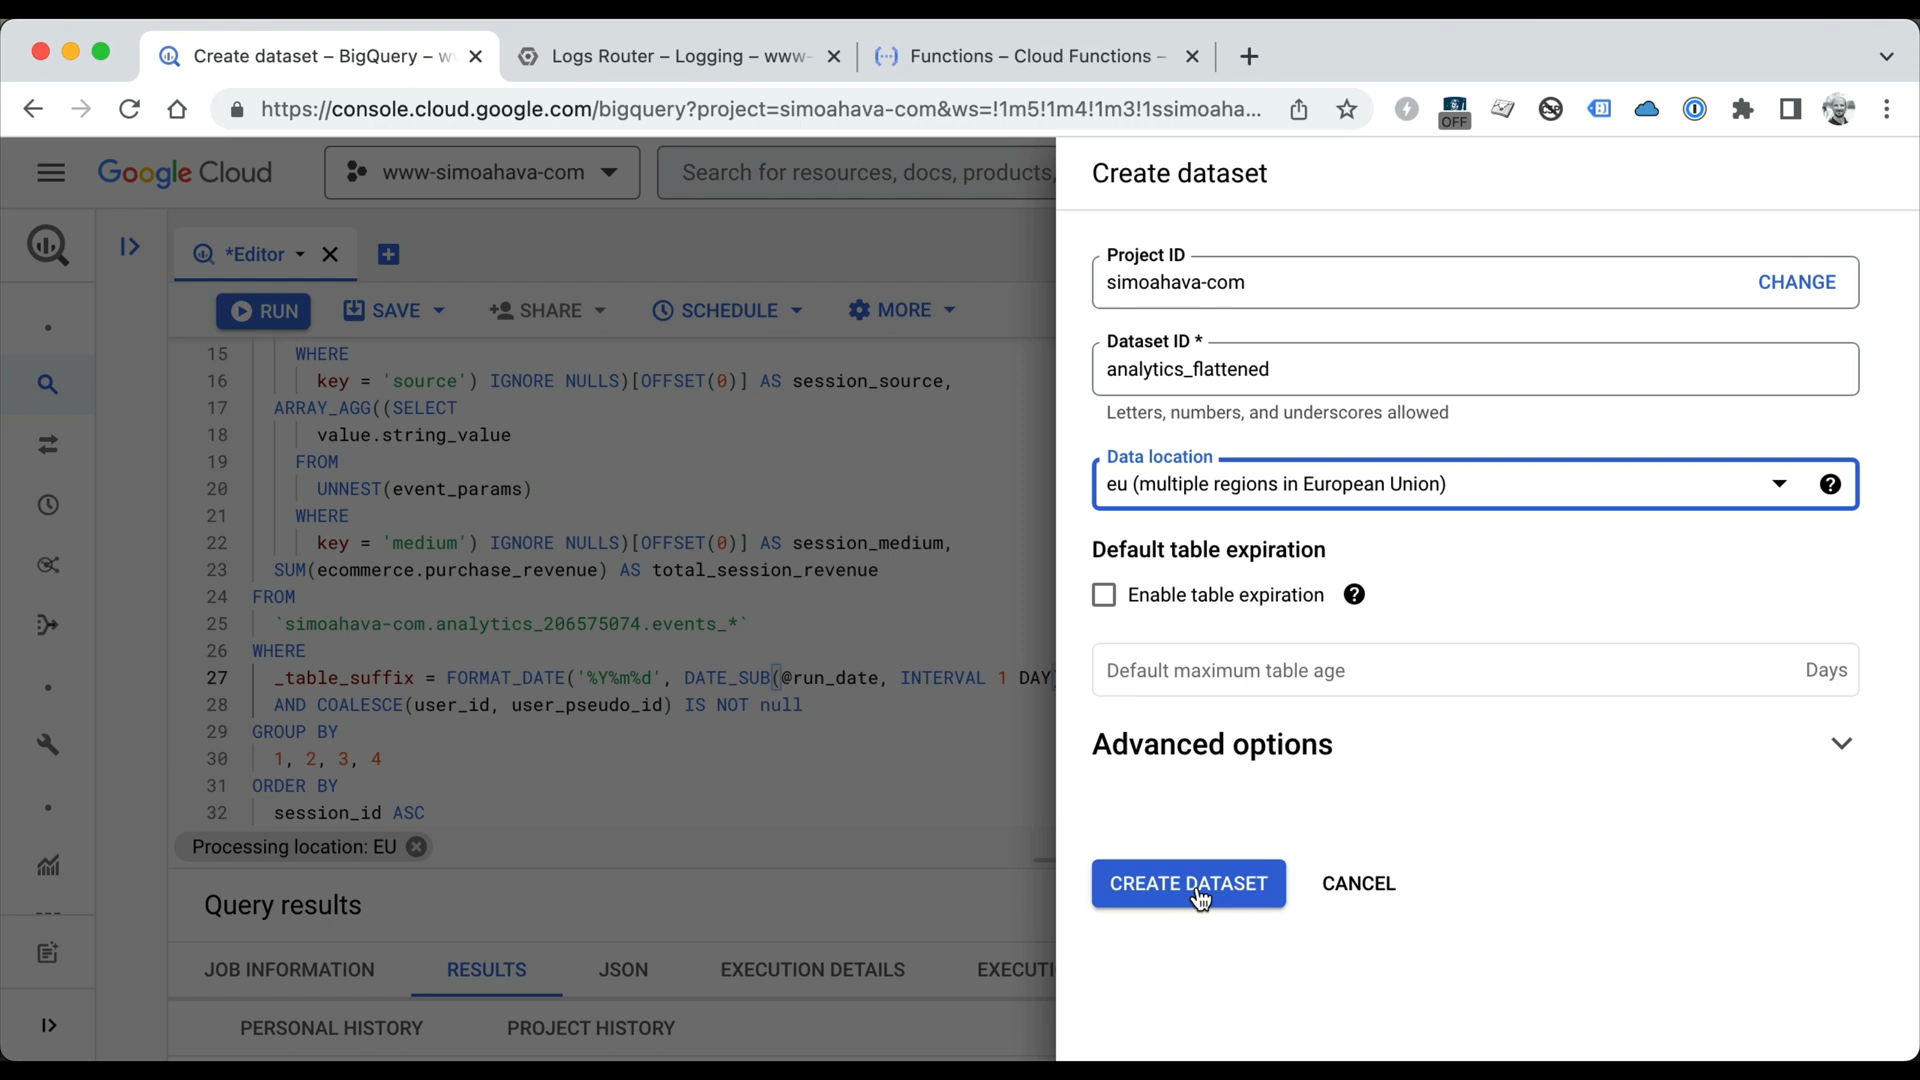 Create dataset – BigQuery – w
Logs Router – Logging – www-
Functions – Cloud Functions –
https://console.cloud.google.com/bigquery?project=simoahava-com&ws=!1m5!1m4!1m3!1ssimoaha...
OFF
Google Cloud
www-simoahava-com
Search for resources, docs, products,
*Editor
RUN
SAVE
SHARE
SCHEDULE
MORE
15 WHERE
16 key = 'source') IGNORE NULLS)[OFFSET(0)] AS session_source,
17 ARRAY_AGG((SELECT
18 value.string_value
19 FROM
20 UNNEST(event_params)
21 WHERE
22 key = 'medium') IGNORE NULLS)[OFFSET(0)] AS session_medium,
23 SUM(ecommerce.purchase_revenue) AS total_session_revenue
24 FROM
25 `simoahava-com.analytics_206575074.events_*`
26 WHERE
27 _table_suffix = FORMAT_DATE('%Y%m%d', DATE_SUB(@run_date, INTERVAL 1 DAY
28 AND COALESCE(user_id, user_pseudo_id) IS NOT null
29 GROUP BY
30 1, 2, 3, 4
31 ORDER BY
32 session_id ASC
Processing location: EU
Query results
JOB INFORMATION
RESULTS
JSON
EXECUTION DETAILS
EXECUTI
PERSONAL HISTORY
PROJECT HISTORY
Create dataset
Project ID
simoahava-com
CHANGE
Dataset ID *
analytics_flattened
Letters, numbers, and underscores allowed
Data location
eu (multiple regions in European Union)
Default table expiration
Enable table expiration
Default maximum table age
Days
Advanced options
CREATE DATASET
CANCEL